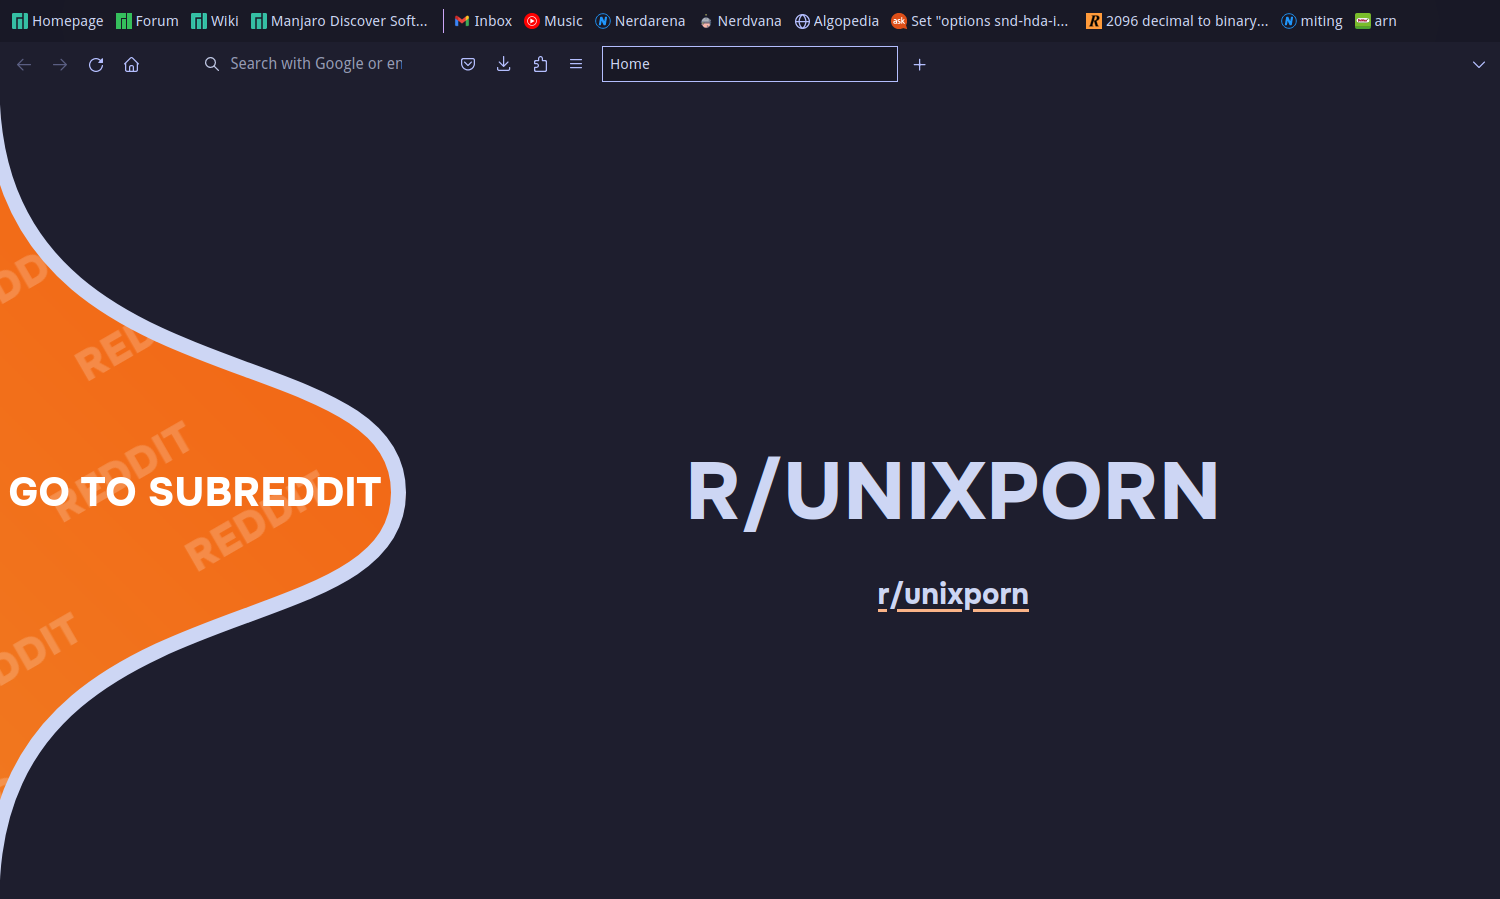 Homepage Forum Wiki Manjaro Discover Soft... Inbox Music Nerdarena Nerdvana Algopedia Set "options snd-hda-i... 2096 decimal to binary... miting arn
Search with Google or en Home
DD
RED
REDDIT
GO TO SUBREDDIT
REDDIT
DDIT
R/UNIXPORN
r/unixporn